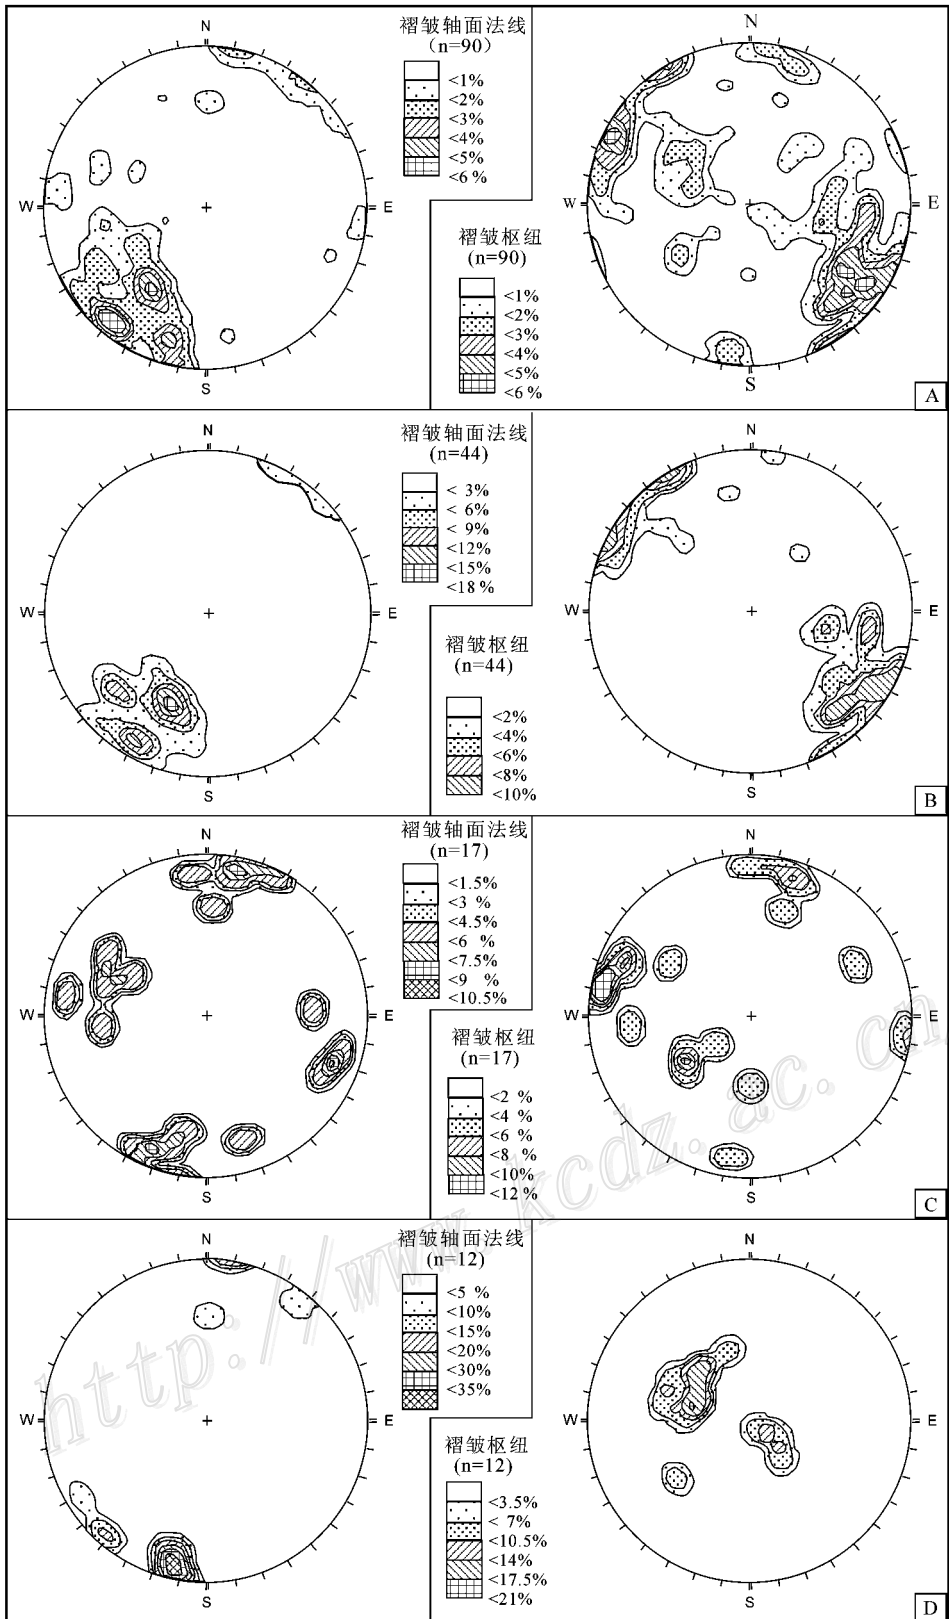 N
W
E
S
褶皱轴面法线
(n=90)
<1%
<2%
<3%
<4%
<5%
<6 %
褶皱枢纽
(n=90)
<1%
<2%
<3%
<4%
<5%
<6 %
N
W
E
S
A
N
W
E
S
褶皱轴面法线
(n=44)
< 3%
< 6%
< 9%
<12%
<15%
<18 %
褶皱枢纽
(n=44)
<2%
<4%
<6%
<8%
<10%
N
W
E
S
B
N
W
E
S
褶皱轴面法线
(n=17)
<1.5%
<3 %
<4.5%
<6 %
<7.5%
<9 %
<10.5%
褶皱枢纽
(n=17)
<2 %
<4 %
<6 %
<8 %
<10%
<12 %
N
W
E
S
C
N
W
E
S
褶皱轴面法线
(n=12)
<5 %
<10%
<15%
<20%
<30%
<35%
褶皱枢纽
(n=12)
<3.5%
< 7%
<10.5%
<14%
<17.5%
<21%
N
W
E
S
D
http://www.kcdz.ac.cn